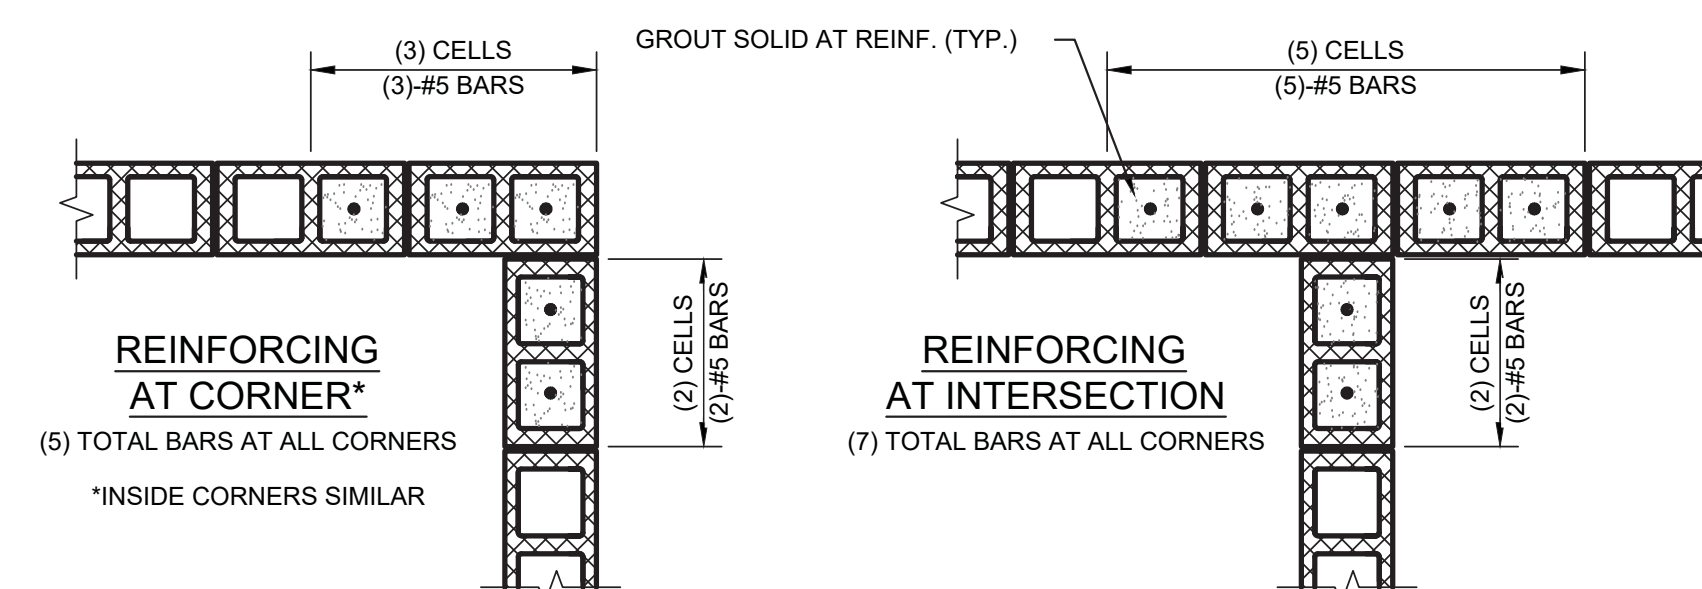 (3) CELLS
(3)-#5 BARS
GROUT SOLID AT REINF. (TYP.)
(5) CELLS
(5)-#5 BARS
(2) CELLS
(2)-#5 BARS
REINFORCING
AT CORNER*
(5) TOTAL BARS AT ALL CORNERS
*INSIDE CORNERS SIMILAR
(2) CELLS
(2)-#5 BARS
REINFORCING
AT INTERSECTION
(7) TOTAL BARS AT ALL CORNERS